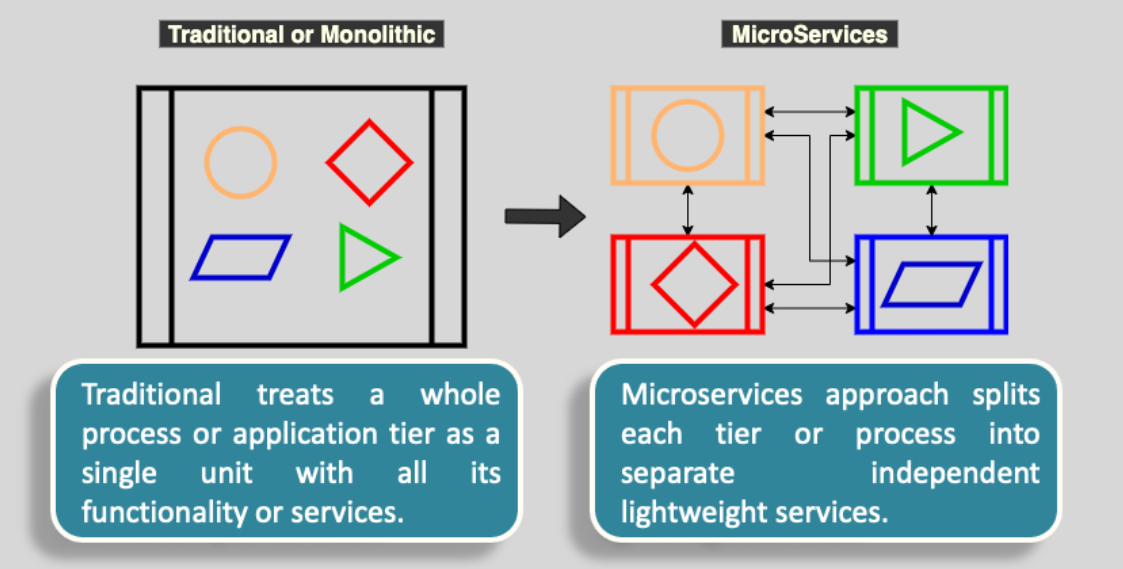 Traditional or Monolithic
MicroServices
Traditional treats a whole
process or application tier as a
single unit with all its
functionality or services.
Microservices approach splits
each tier or process into
separate independent
lightweight services.